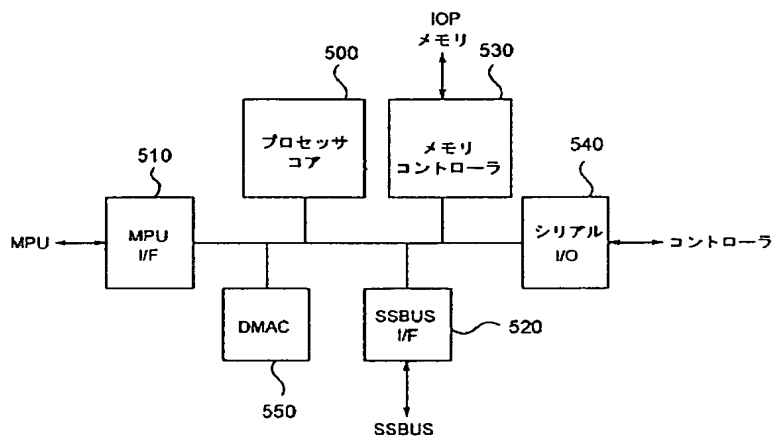 IOP
メモリ
500
530
プロセッサ
コア
メモリ
コントローラ
510
540
MPU
MPU
I/F
シリアル
I/O
コントローラ
DMAC
SSBUS
I/F
520
550
SSBUS